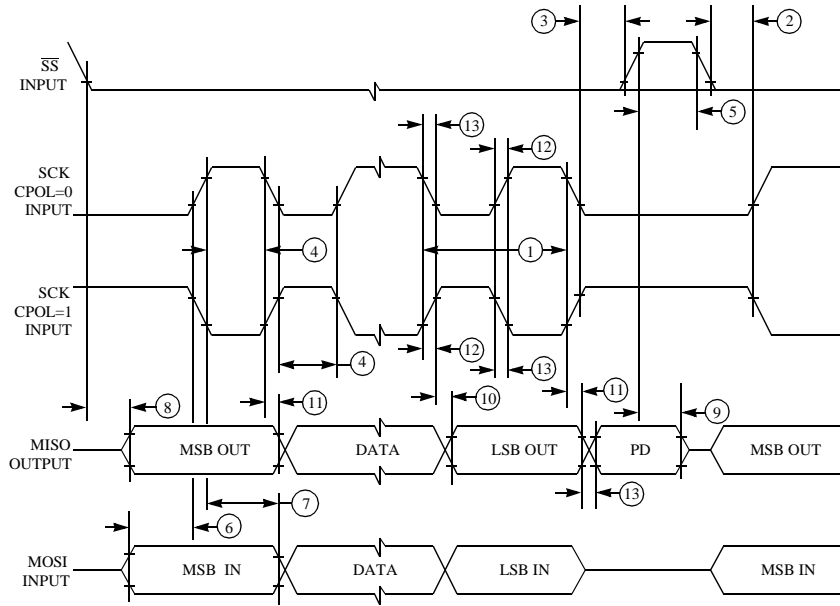 3
2
SS
INPUT
5
13
12
SCK
CPOL=0
INPUT
4
1
SCK
CPOL=1
INPUT
12
4
13
8
11
10
11
9
MISO
OUTPUT
MSB OUT
DATA
LSB OUT
PD
MSB OUT
7
13
6
MOSI
INPUT
MSB IN
DATA
LSB IN
MSB IN